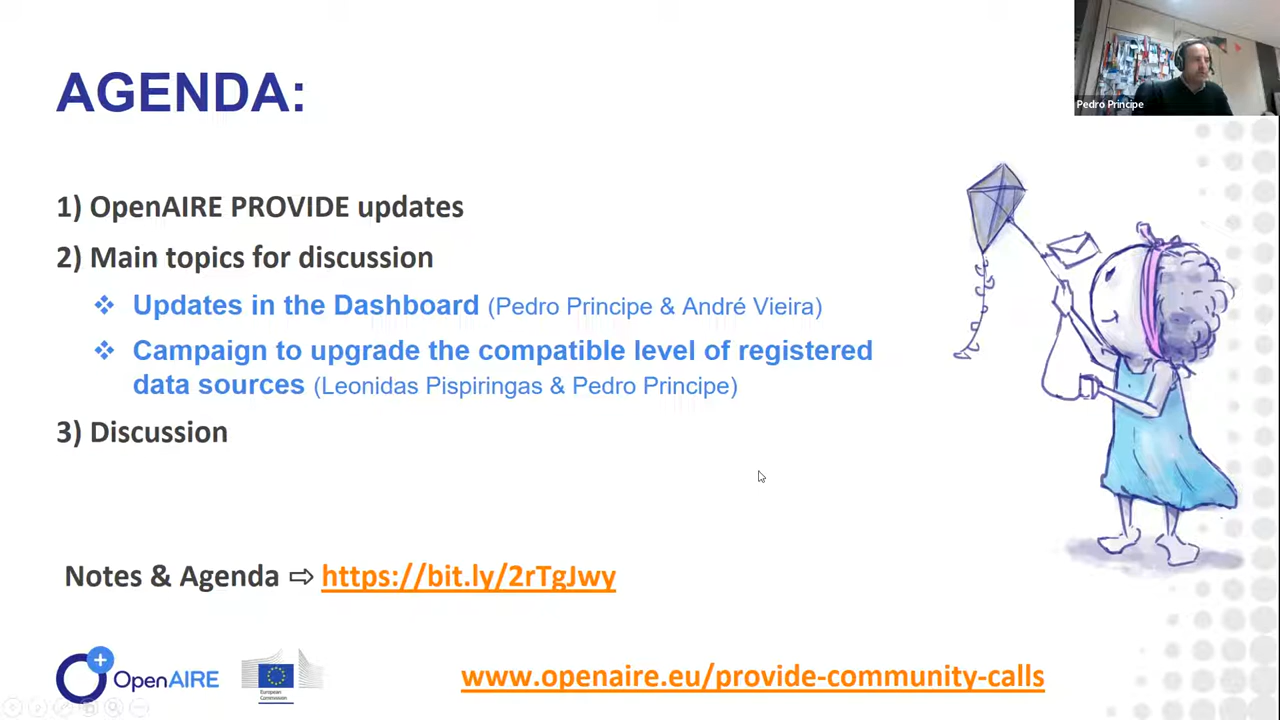 AGENDA:
Pedro Principe
1) OpenAIRE PROVIDE updates
2) Main topics for discussion
❖ Updates in the Dashboard (Pedro Principe & André Vieira)
❖ Campaign to upgrade the compatible level of registered
data sources (Leonidas Pispiringas & Pedro Principe)
3) Discussion
Notes & Agenda ⇨ https://bit.ly/2rTgJwy
OpenAIRE
European
Commission
www.openaire.eu/provide-community-calls